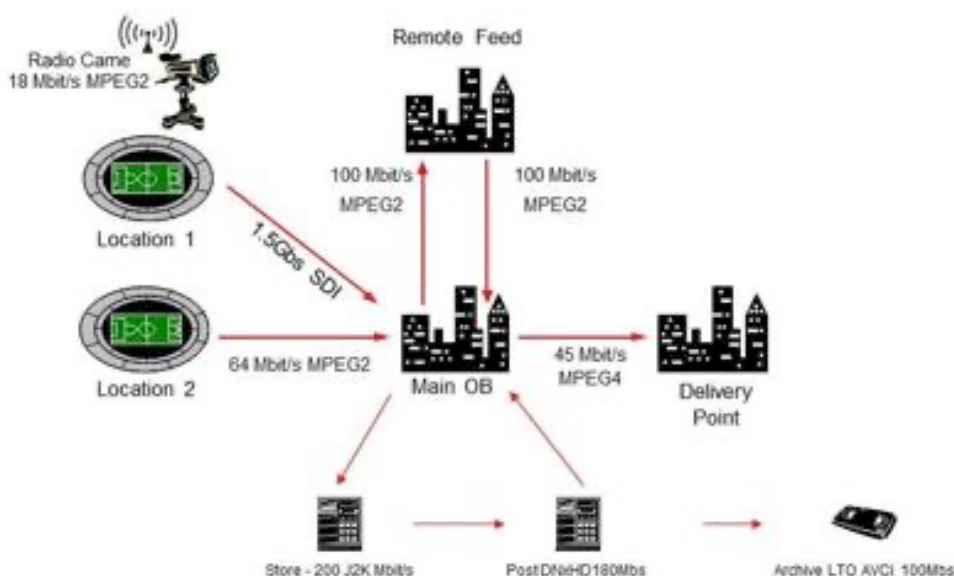 Radio Came
18 Mbit/s MPEG2
Remote Feed
100 Mbit/s
MPEG2
100 Mbit/s
MPEG2
Location 1
1.5Gbs SDI
Location 2
64 Mbit/s MPEG2
Main OB
45 Mbit/s
MPEG4
Delivery
Point
Store - 200 J2K Mbit/s
Post DNxHD180Mbs
Archive LTO AVCI 100Mbs